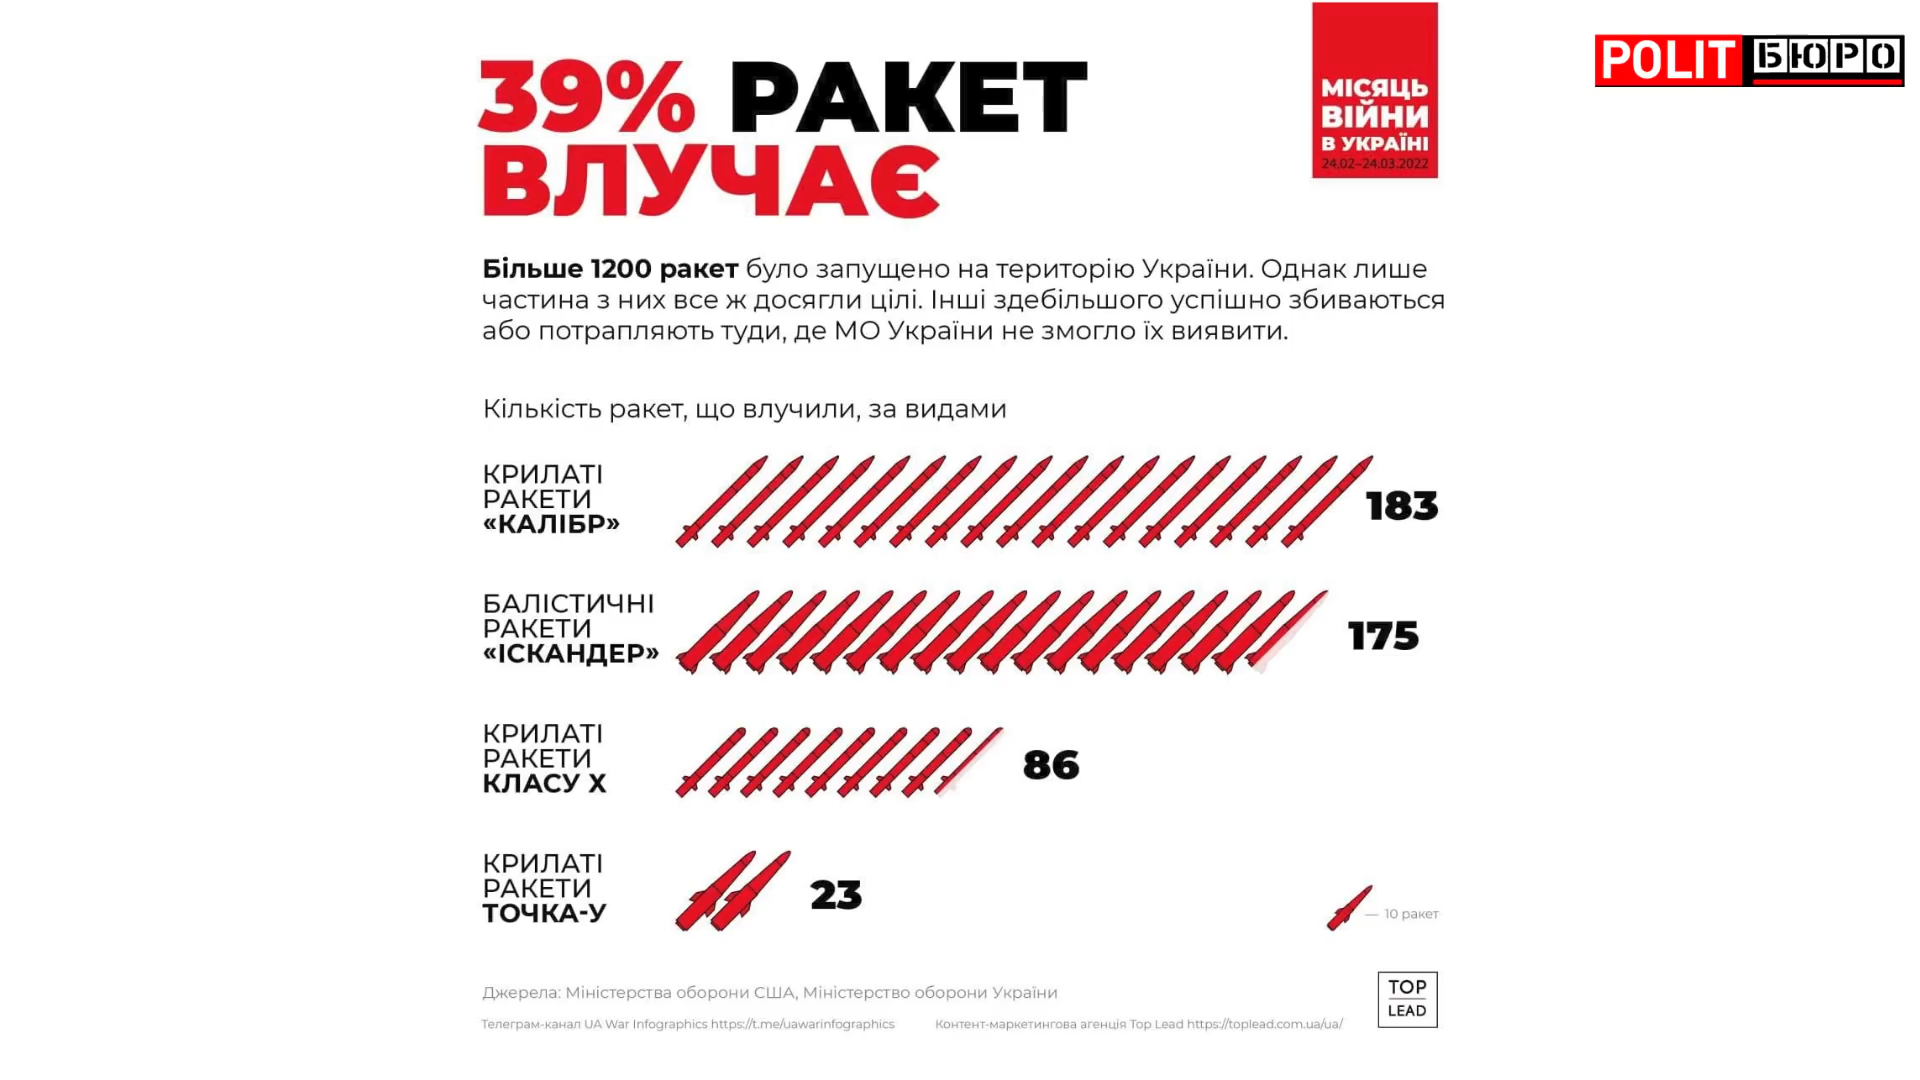 39% РАКЕТ
ВЛУЧАЄ
МІСЯЦЬ
ВІЙНИ
В УКРАЇНІ
24.02–24.03.2022
POLIT БЮРО
Більше 1200 ракет було запущено на територію України. Однак лише
частина з них все ж досягли цілі. Інші здебільшого успішно збиваються
або потрапляють туди, де МО України не змогло їх виявити.
Кількість ракет, що влучили, за видами
КРИЛАТІ
РАКЕТИ
«КАЛІБР»
183
БАЛІСТИЧНІ
РАКЕТИ
«ІСКАНДЕР»
175
КРИЛАТІ
РАКЕТИ
КЛАСУ Х
86
КРИЛАТІ
РАКЕТИ
ТОЧКА-У
23
— 10 ракет
Джерела: Міністерства оборони США, Міністерство оборони України
TOP
LEAD
Телеграм-канал UA War Infographics https://t.me/uawarinfographics
Контент-маркетингова агенція Top Lead https://toplead.com.ua/ua/